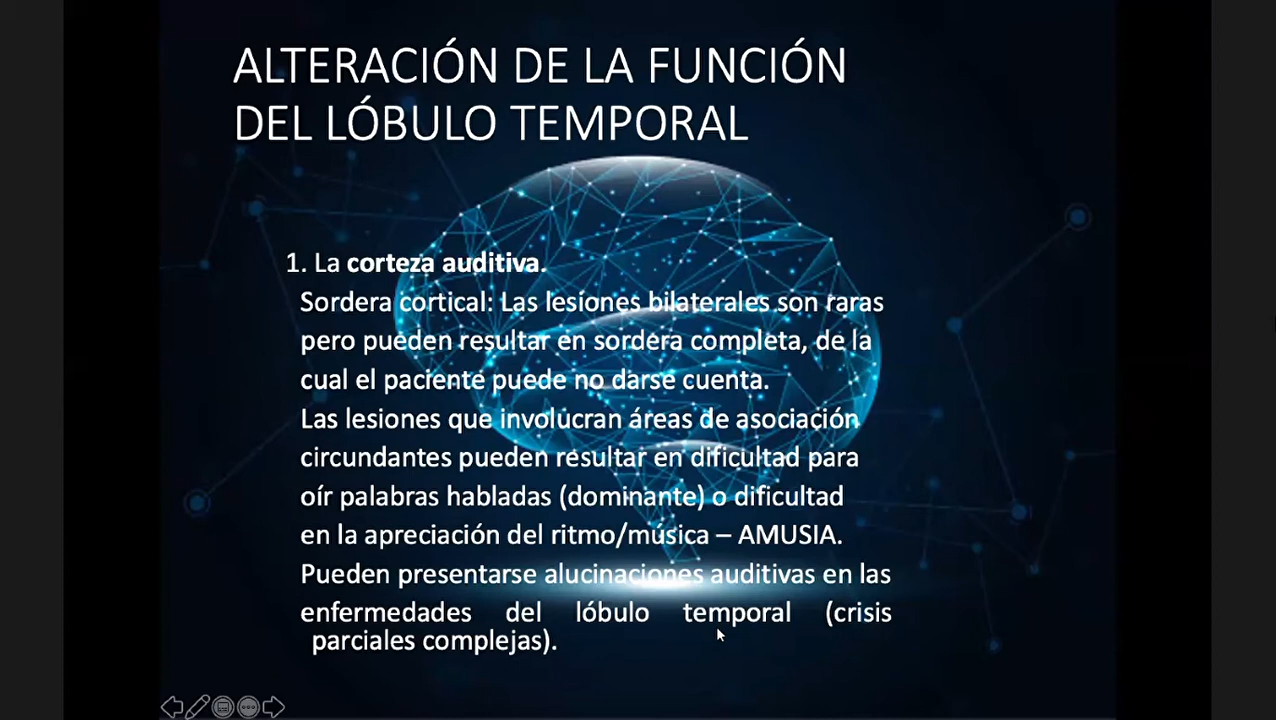 ALTERACIÓN DE LA FUNCIÓN
DEL LÓBULO TEMPORAL
1. La corteza auditiva.
Sordera cortical: Las lesiones bilaterales son raras
pero pueden resultar en sordera completa, de la
cual el paciente puede no darse cuenta.
Las lesiones que involucran áreas de asociación
circundantes pueden resultar en dificultad para
oír palabras habladas (dominante) o dificultad
en la apreciación del ritmo/música – AMUSIA.
Pueden presentarse alucinaciones auditivas en las
enfermedades del lóbulo temporal (crisis
parciales complejas).